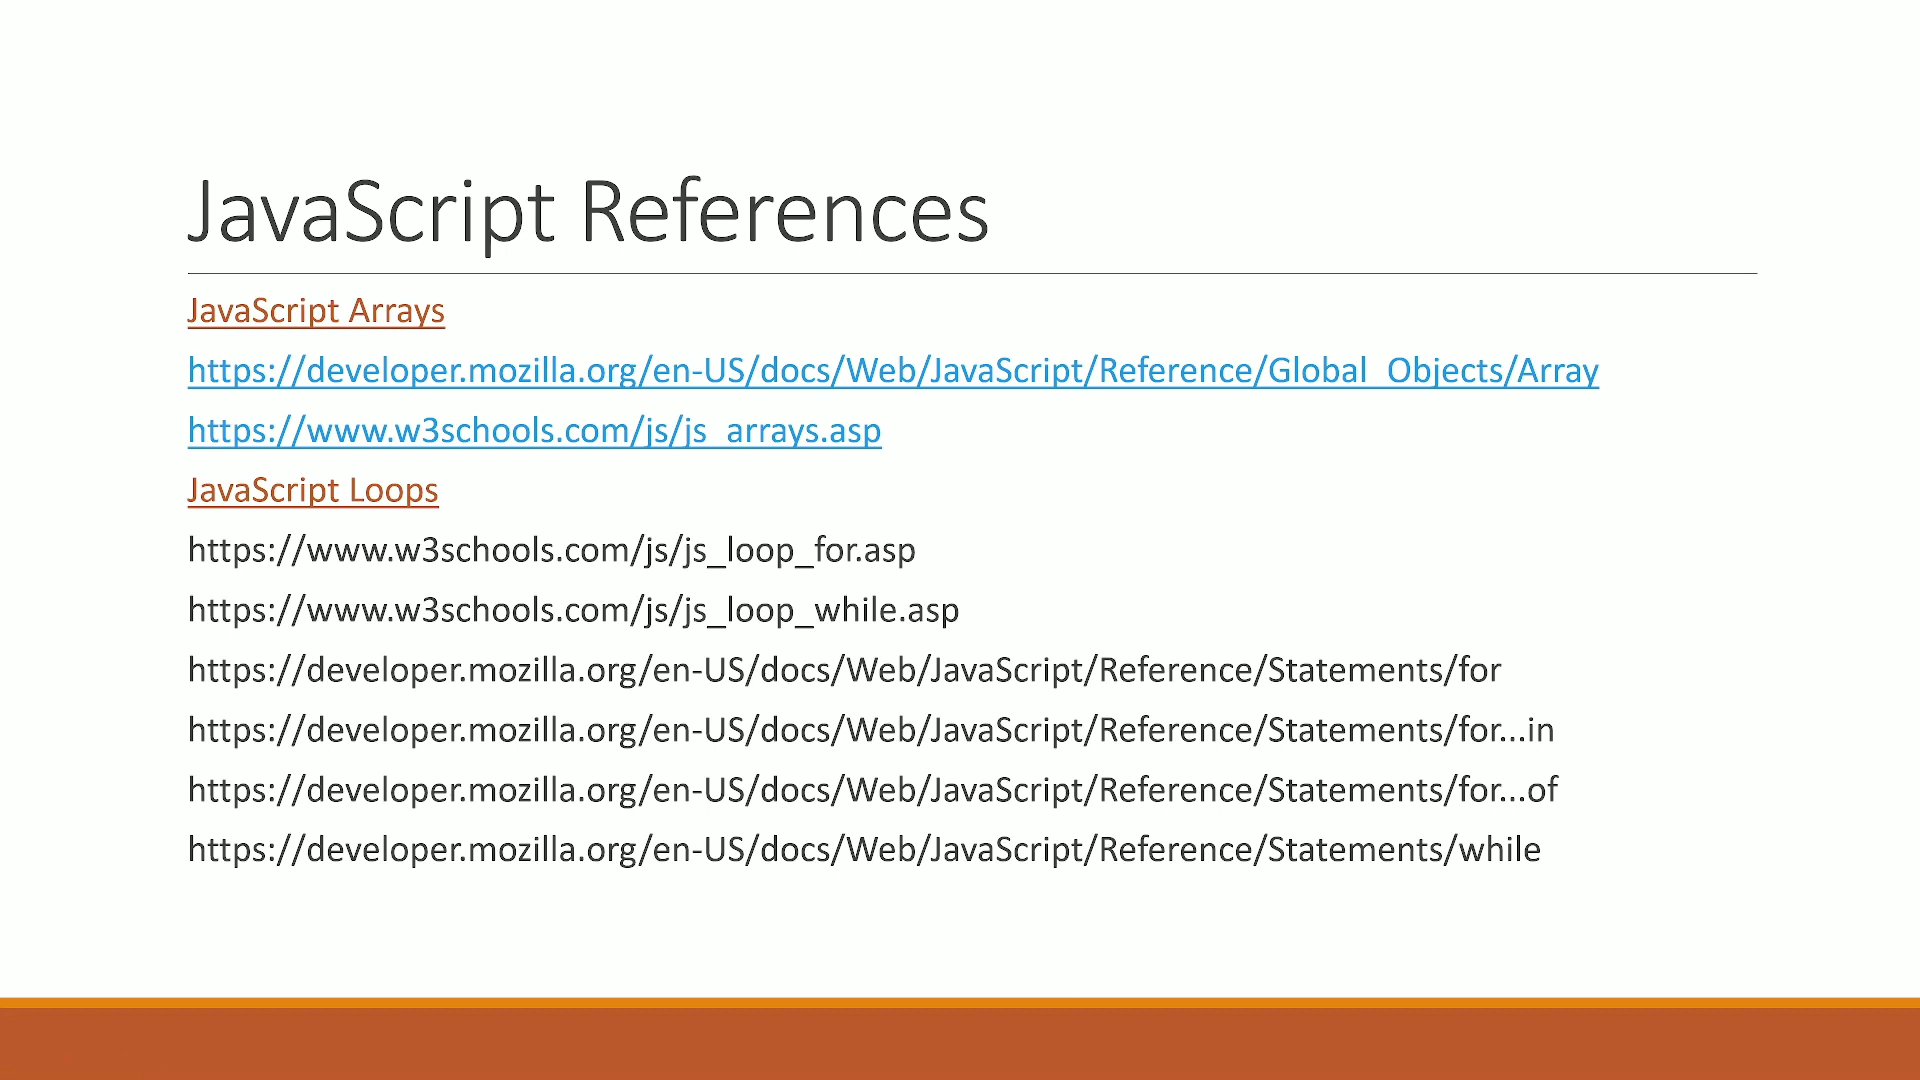 JavaScript References
JavaScript Arrays
https://developer.mozilla.org/en-US/docs/Web/JavaScript/Reference/Global_Objects/Array
https://www.w3schools.com/js/js_arrays.asp
JavaScript Loops
https://www.w3schools.com/js/js_loop_for.asp
https://www.w3schools.com/js/js_loop_while.asp
https://developer.mozilla.org/en-US/docs/Web/JavaScript/Reference/Statements/for
https://developer.mozilla.org/en-US/docs/Web/JavaScript/Reference/Statements/for...in
https://developer.mozilla.org/en-US/docs/Web/JavaScript/Reference/Statements/for...of
https://developer.mozilla.org/en-US/docs/Web/JavaScript/Reference/Statements/while